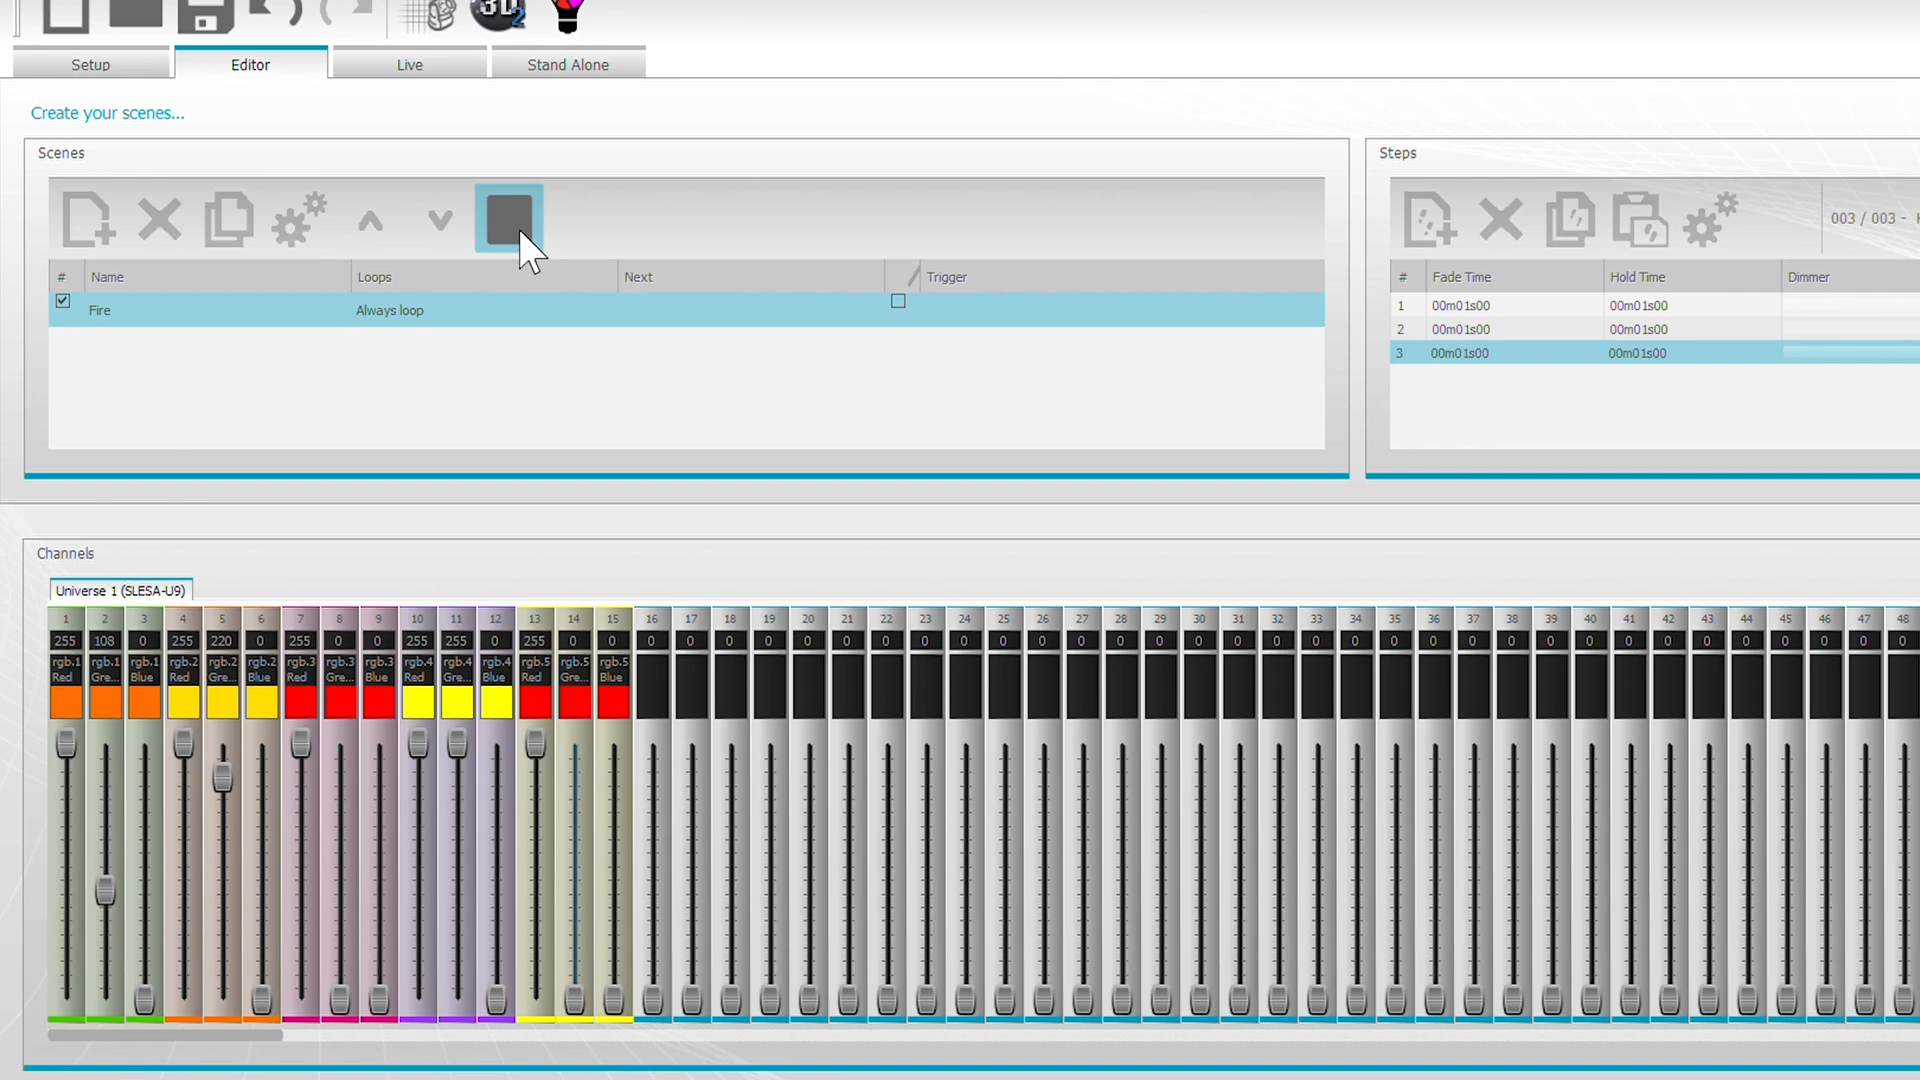 3D2
Setup Editor Live Stand Alone
Create your scenes...
Scenes
# Name Loops Next Trigger
Fire Always loop
Steps
003 / 003 -
# Fade Time Hold Time Dimmer
1 00m01s00 00m01s00
2 00m01s00 00m01s00
3 00m01s00 00m01s00
Channels
Universe 1 (SLESA-U9)
1 2 3 4 5 6 7 8 9 10 11 12 13 14 15 16 17 18 19 20 21 22 23 24 25 26 27 28 29 30 31 32 33 34 35 36 37 38 39 40 41 42 43 44 45 46 47 48
255 108 0 255 220 0 255 0 0 255 255 0 255 0 0 0 0 0 0 0 0 0 0 0 0 0 0 0 0 0 0 0 0 0 0 0 0 0 0 0 0 0 0 0 0 0 0 0
rgb.1 rgb.1 rgb.1 rgb.2 rgb.2 rgb.2 rgb.3 rgb.3 rgb.3 rgb.4 rgb.4 rgb.4 rgb.5 rgb.5 rgb.5
Red Gre... Blue Red Gre... Blue Red Gre... Blue Red Gre... Blue Red Gre... Blue